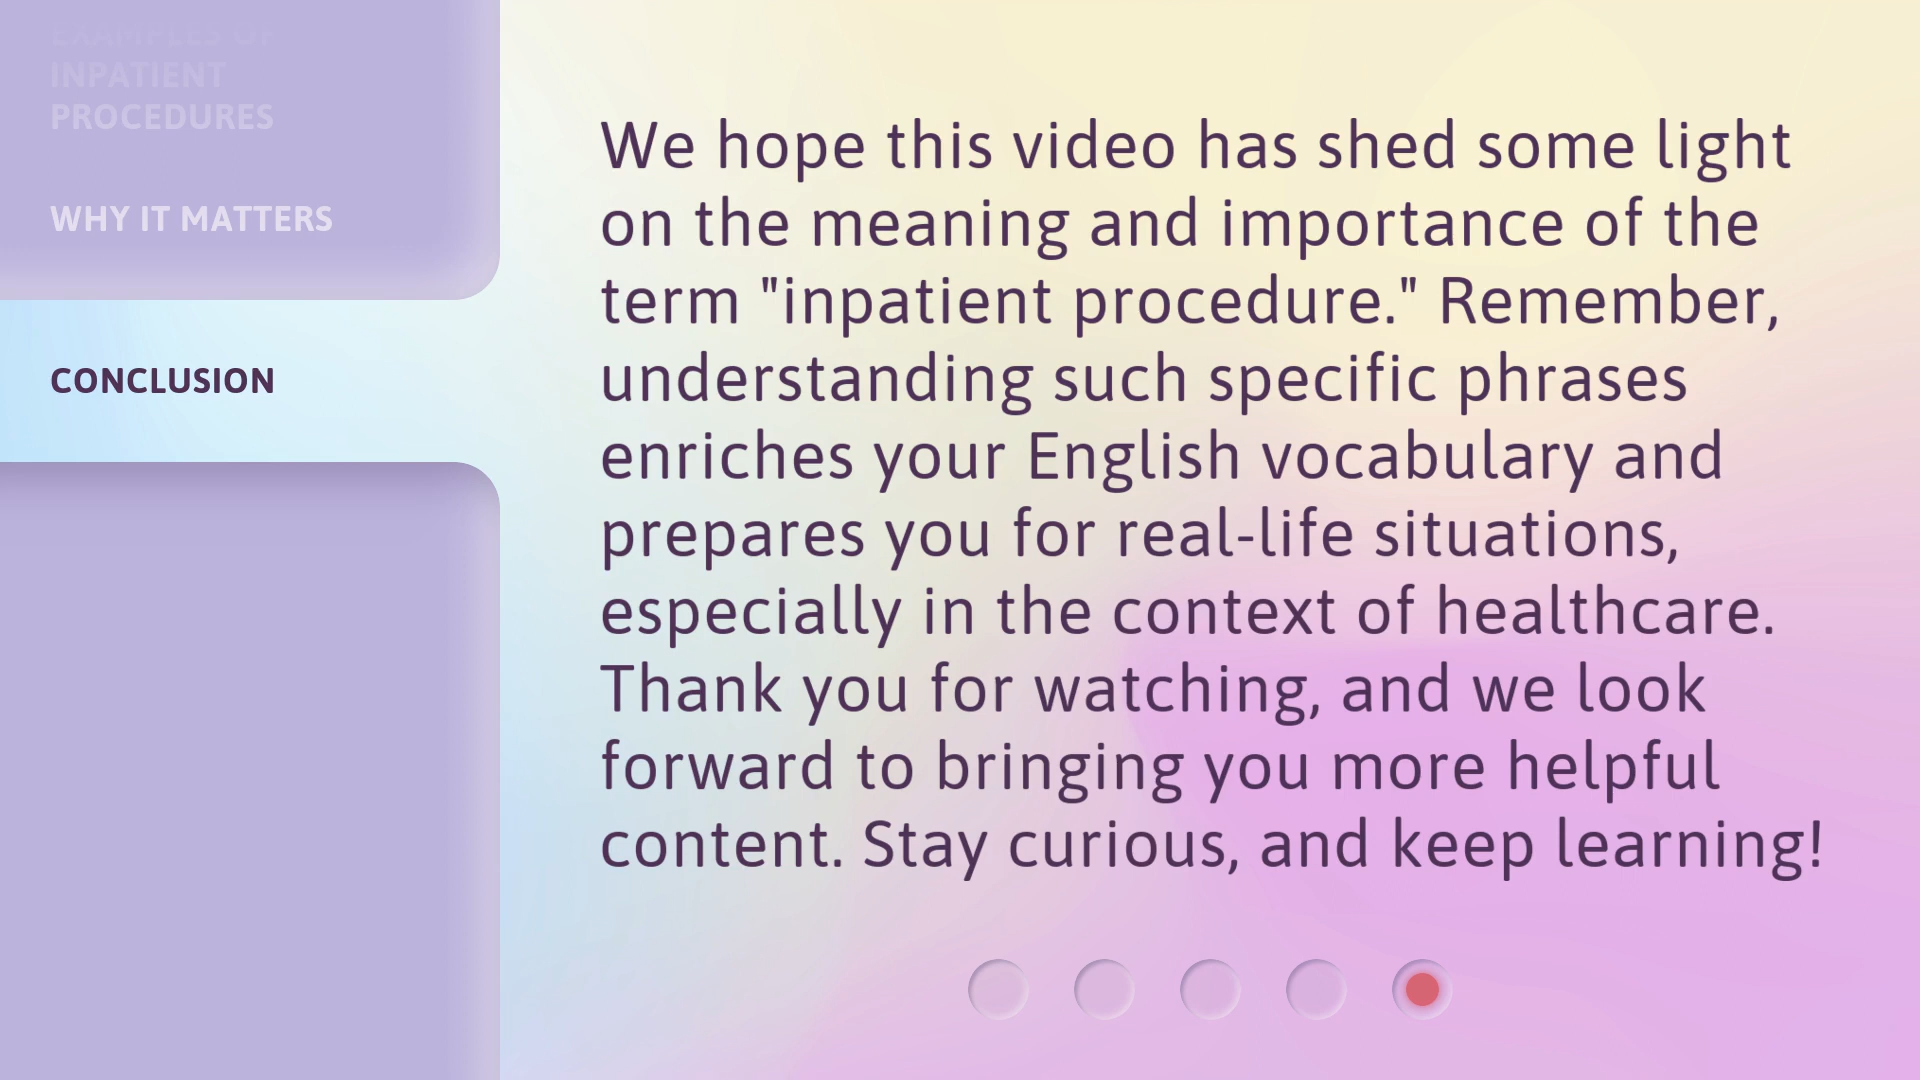 EXAMPLES OF
INPATIENT
PROCEDURES
WHY IT MATTERS
CONCLUSION
We hope this video has shed some light
on the meaning and importance of the
term "inpatient procedure." Remember,
understanding such specific phrases
enriches your English vocabulary and
prepares you for real-life situations,
especially in the context of healthcare.
Thank you for watching, and we look
forward to bringing you more helpful
content. Stay curious, and keep learning!